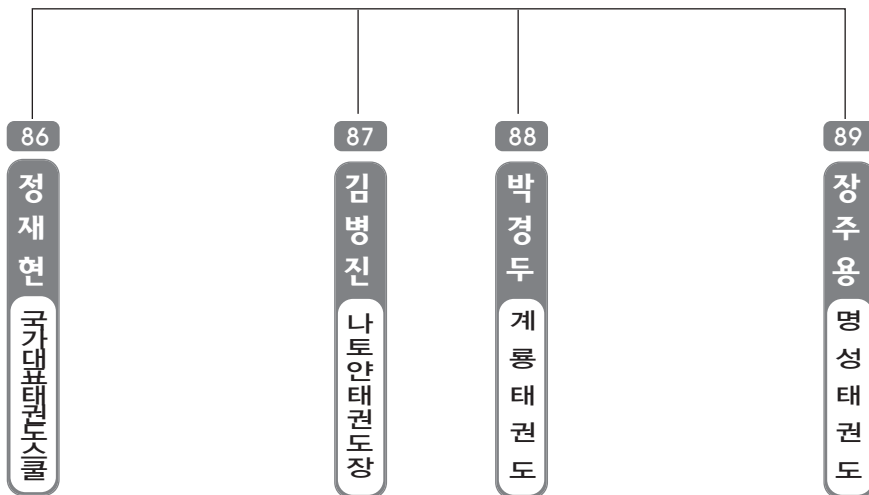 86
정재현
국가대표태권도스쿨
87
김병진
나토얀태권도장
88
박경두
계룡태권도
89
장주용
명성태권도